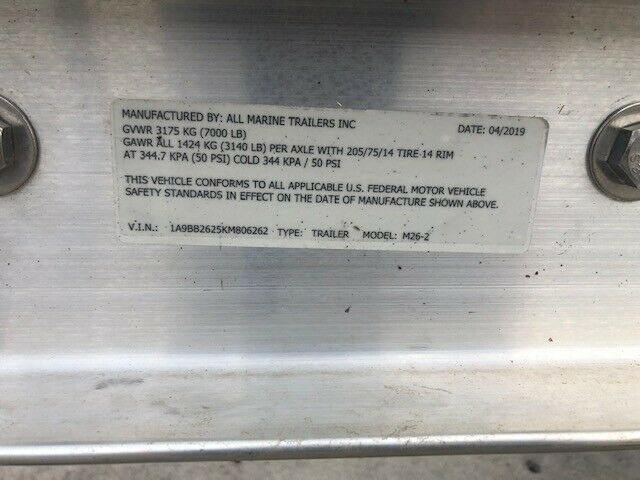 MANUFACTURED BY: ALL MARINE TRAILERS INC DATE: 04/2019
GVWR 3175 KG (7000 LB)
GAWR ALL 1424 KG (3140 LB) PER AXLE WITH 205/75/14 TIRE 14 RIM
AT 344.7 KPA (50 PSI) COLD 344 KPA / 50 PSI
THIS VEHICLE CONFORMS TO ALL APPLICABLE U.S. FEDERAL MOTOR VEHICLE
SAFETY STANDARDS IN EFFECT ON THE DATE OF MANUFACTURE SHOWN ABOVE.
V.I.N.: 1A9BB2625KM806262 TYPE: TRAILER MODEL: M26-2